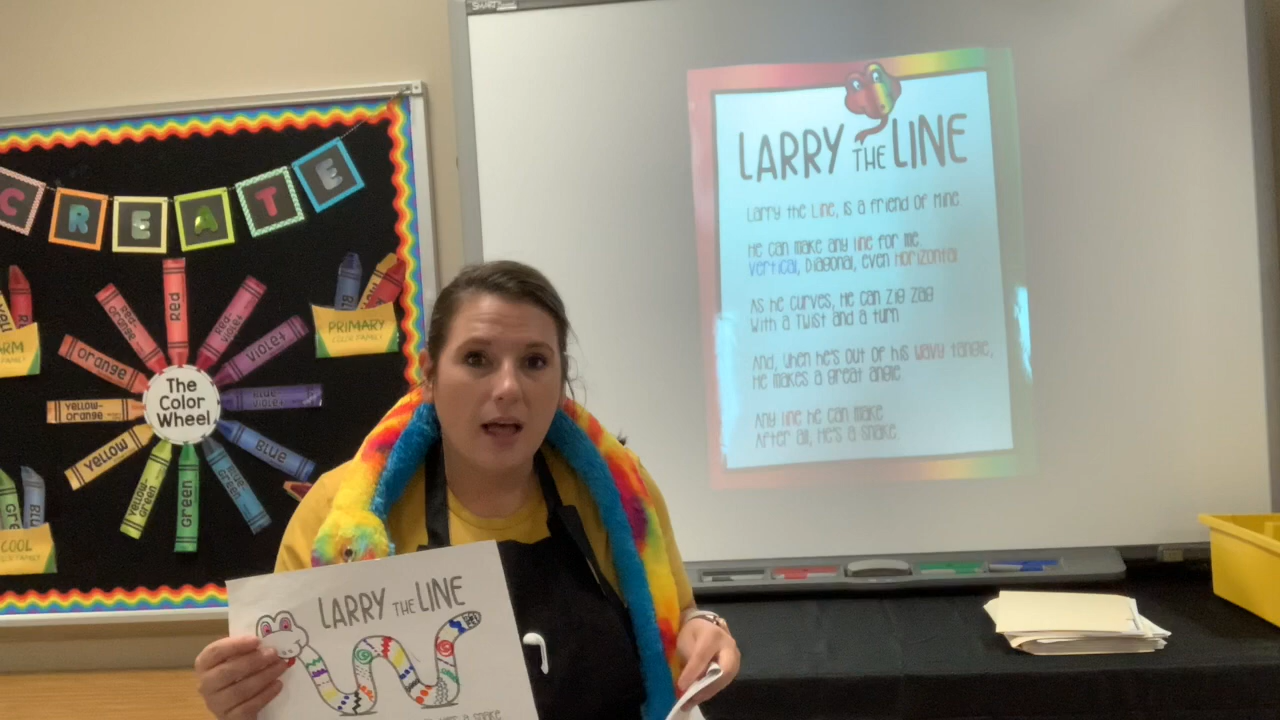 SMART
CREATE
Red
Red-Violet
Violet
Blue-Violet
Blue
Blue-Green
Green
Yellow-Green
Yellow
Yellow-Orange
Orange
Red-Orange
The
Color
Wheel
PRIMARY
COLOR FAMILY
COOL
LARRY THE LINE
Larry the Line, is a friend of Mine
He can make any line for me
Vertical, Diagonal, even Horizontal
As he curves, He can Zig Zag
With a Twist and a turn
And, when he's out of his wavy tangle,
He makes a great angle.
Any line he can make
After all, He's a snake.
LARRY THE LINE